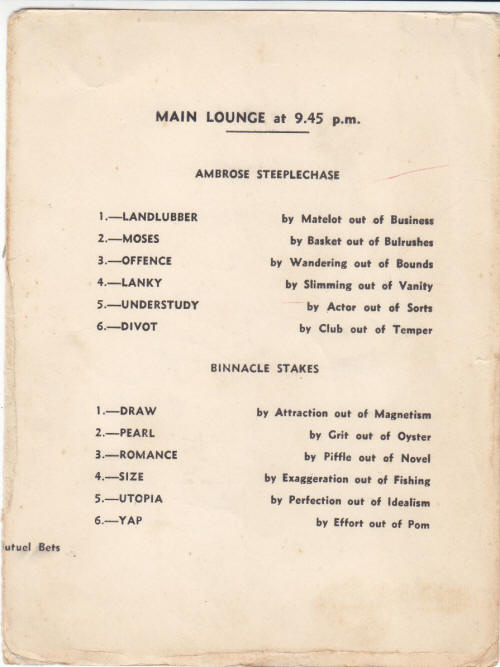 MAIN LOUNGE at 9.45 p.m.
AMBROSE STEEPLECHASE
1.—LANDLUBBER by Matelot out of Business
2.—MOSES by Basket out of Bulrushes
3.—OFFENCE by Wandering out of Bounds
4.—LANKY by Slimming out of Vanity
5.—UNDERSTUDY by Actor out of Sorts
6.—DIVOT by Club out of Temper
BINNACLE STAKES
1.—DRAW by Attraction out of Magnetism
2.—PEARL by Grit out of Oyster
3.—ROMANCE by Piffle out of Novel
4.—SIZE by Exaggeration out of Fishing
5.—UTOPIA by Perfection out of Idealism
6.—YAP by Effort out of Pom
utuel Bets